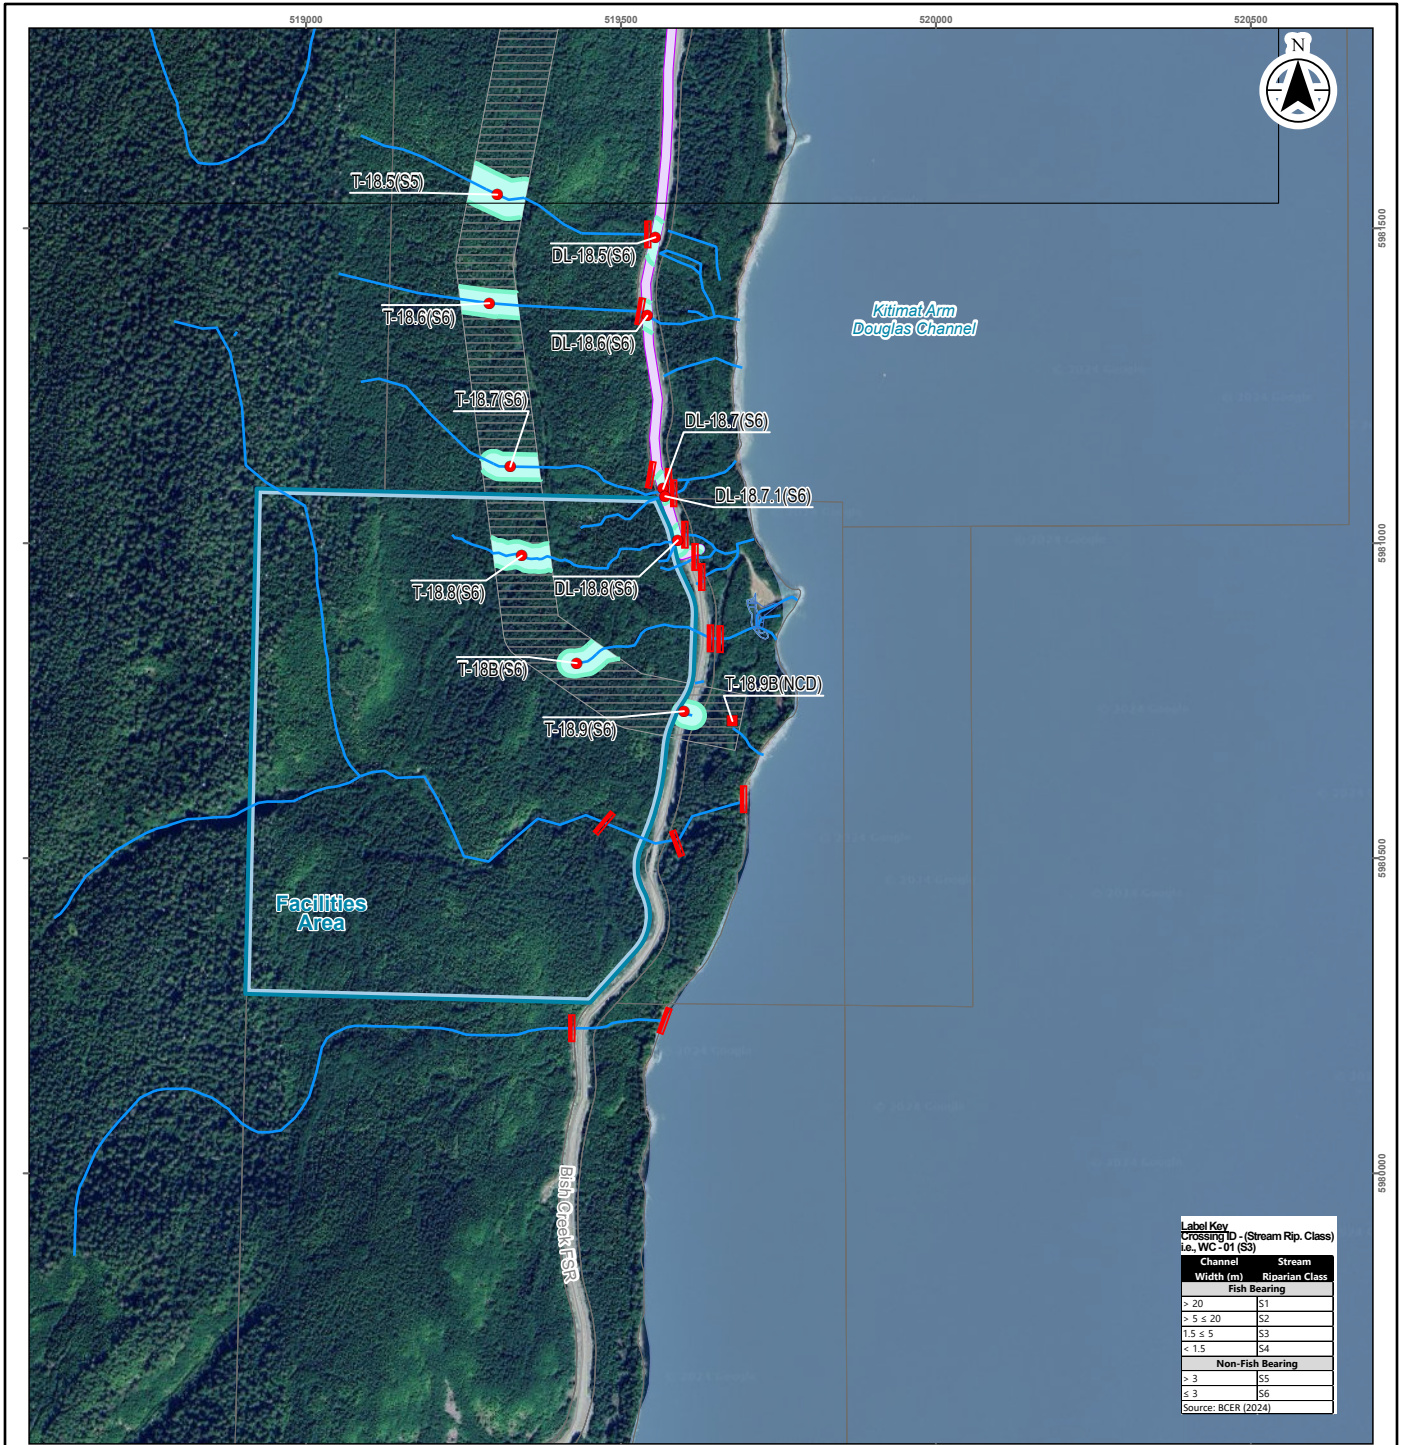 519000
519500
520000
520500
N
T-18.5(S5)
DL-18.5(S6)
5981500
T-18.6(S6)
DL-18.6(S6)
Kitimat Arm
Douglas Channel
T-18.7(S6)
DL-18.7(S6)
DL-18.7.1(S6)
5981000
T-18.8(S6)
DL-18.8(S6)
T-18B(S6)
T-18.9B(NCD)
T-18.9(S6)
5980500
Facilities
Area
5980000
Bish Creek FSR
Label Key
Crossing ID - (Stream Rip. Class)
i.e., WC - 01 (S3)
Channel Stream
Width (m) Riparian Class
Fish Bearing
> 20 S1
> 5 ≤ 20 S2
1.5 ≤ 5 S3
< 1.5 S4
Non-Fish Bearing
> 3 S5
≤ 3 S6
Source: BCER (2024)